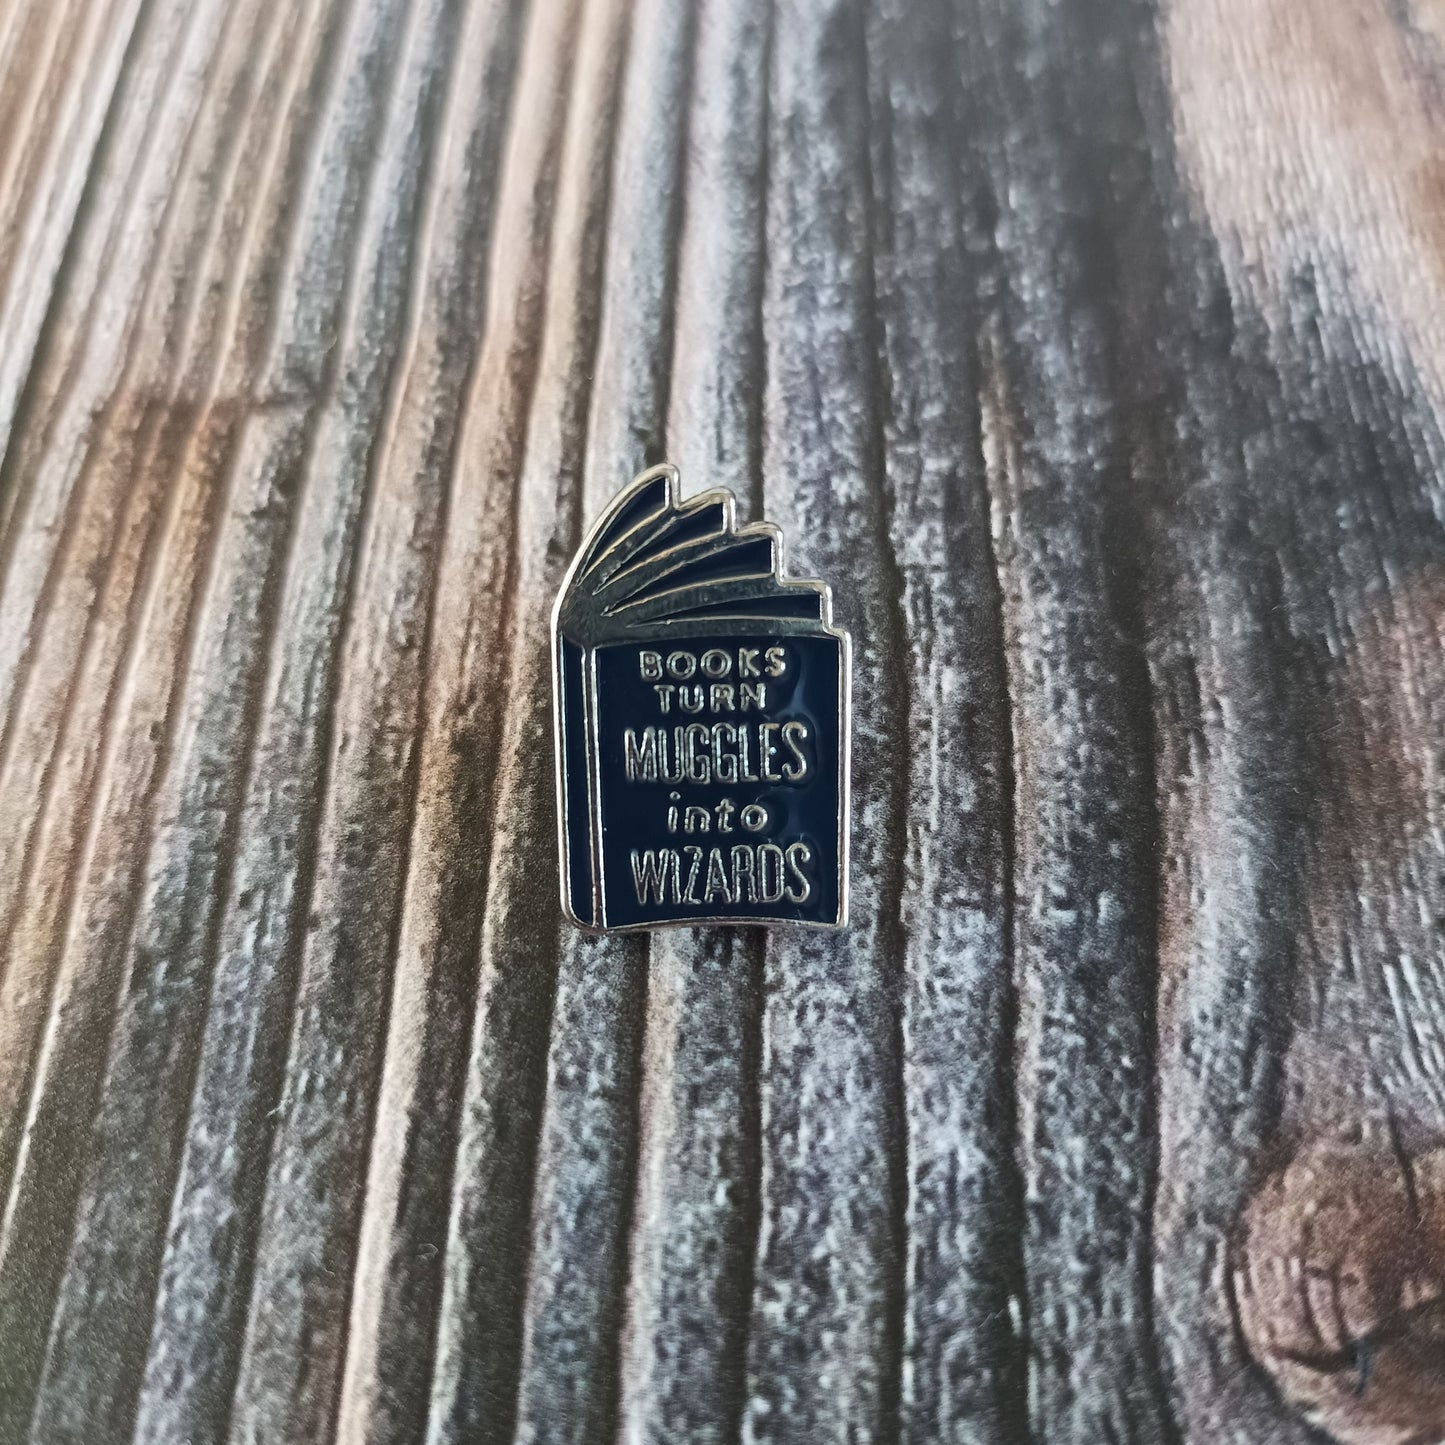 BOOKS
TURN
MUGGLES
into
WIZARDS